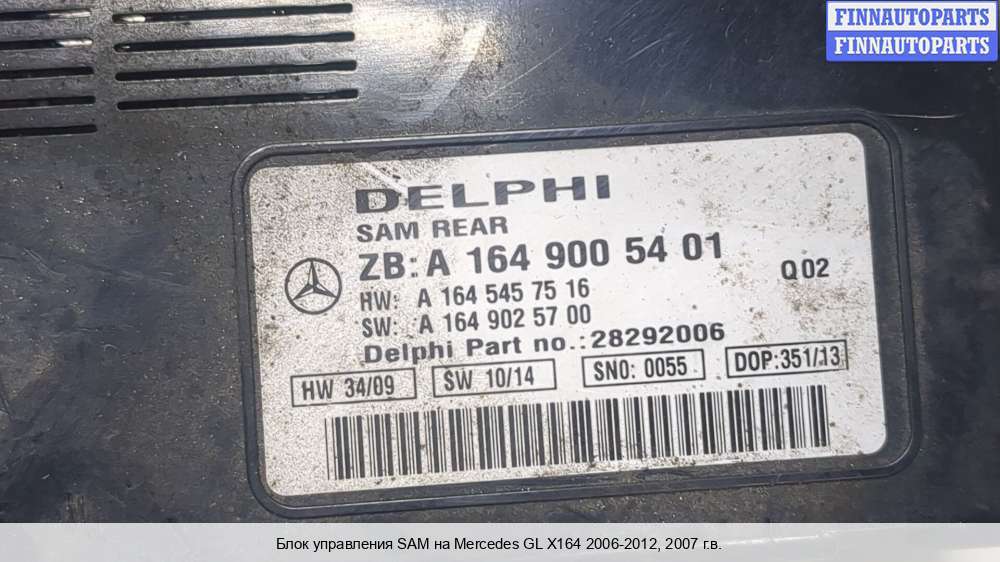 FINNAUTOPARTS
FINNAUTOPARTS
DELPHI
SAM REAR
ZB: A 164 900 54 01
Q02
HW: A 164 545 75 16
SW: A 164 902 57 00
Delphi Part no.:28292006
HW 34/09
SW 10/14
SNO: 0055
DOP:351/13
Блок управления SAM на Mercedes GL X164 2006-2012, 2007 г.в.